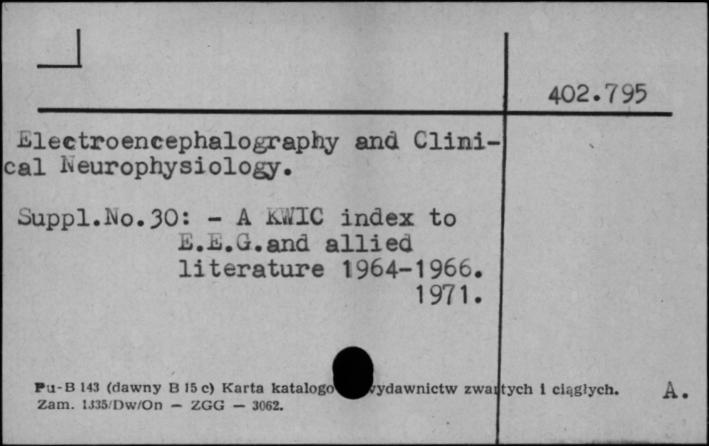 402.795
Electroencephalography and Clini-
cal Neurophysiology.
Suppl.No.30: - A KWIC index to
E.E.G.and allied
literature 1964-1966.
1971.
Pu-B 143 (dawny B 15 c) Karta katalogo ydawnictw zwartych i ciągłych. A.
Zam. 1335/Dw/On — ZGG — 3062.